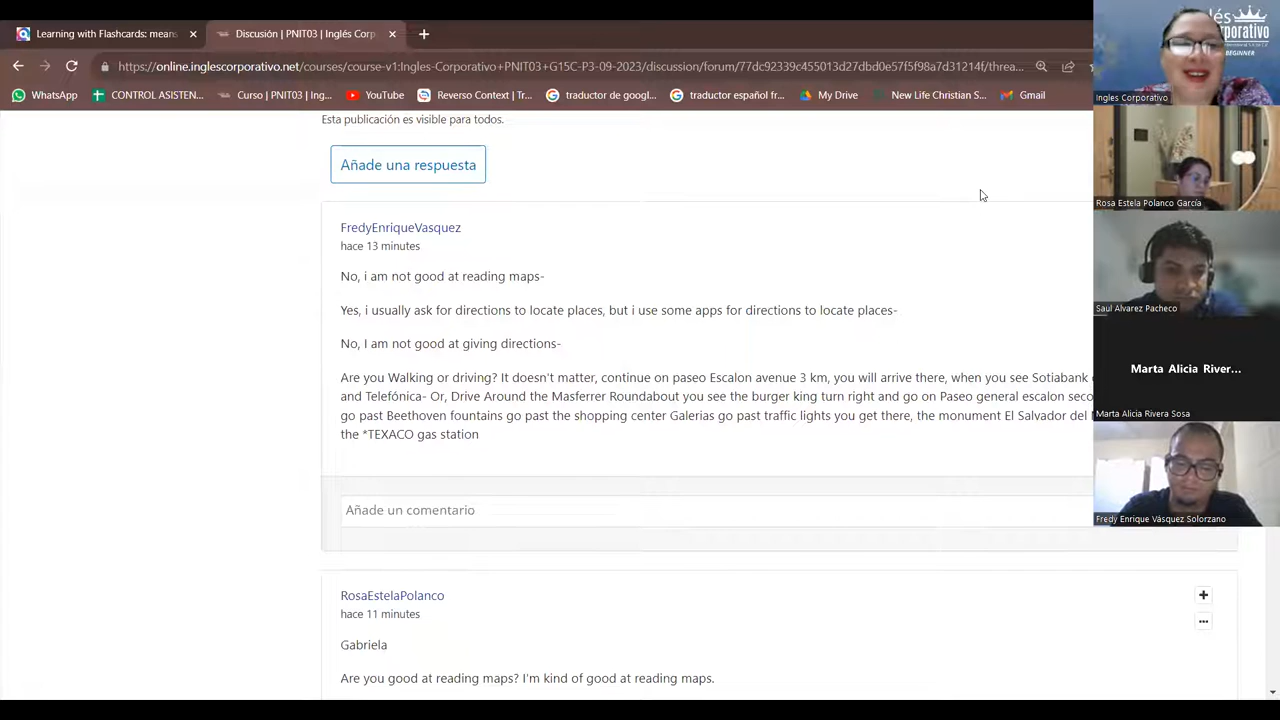 Learning with Flashcards: means
Discusión | PNIT03 | Inglés Corp
https://online.inglescorporativo.net/courses/course-v1:Ingles-Corporativo+PNIT03+G15C-P3-09-2023/discussion/forum/77dc92339c455013d27dbd0e57f5f98a7d31214f/threa...
WhatsApp
CONTROL ASISTEN...
Curso | PNIT03 | Ing...
YouTube
Reverso Context | Tr...
traductor de googl...
traductor español fr...
My Drive
New Life Christian S...
Gmail
Esta publicación es visible para todos.
Añade una respuesta
FredyEnriqueVasquez
hace 13 minutes
No, i am not good at reading maps-
Yes, i usually ask for directions to locate places, but i use some apps for directions to locate places-
No, I am not good at giving directions-
Are you Walking or driving? It doesn't matter, continue on paseo Escalon avenue 3 km, you will arrive there, when you see Sotiabank
and Telefónica- Or, Drive Around the Masferrer Roundabout you see the burger king turn right and go on Paseo general escalon
go past Beethoven fountains go past the shopping center Galerias go past traffic lights you get there, the monument El Salvador del
the *TEXACO gas station
Añade un comentario
RosaEstelaPolanco
hace 11 minutes
Gabriela
Are you good at reading maps? I'm kind of good at reading maps.
BEGINNER
Ingles Corporativo
Rosa Estela Polanco García
Saul Alvarez Pacheco
Marta Alicia River...
Marta Alicia Rivera Sosa
Fredy Enrique Vásquez Solorzano